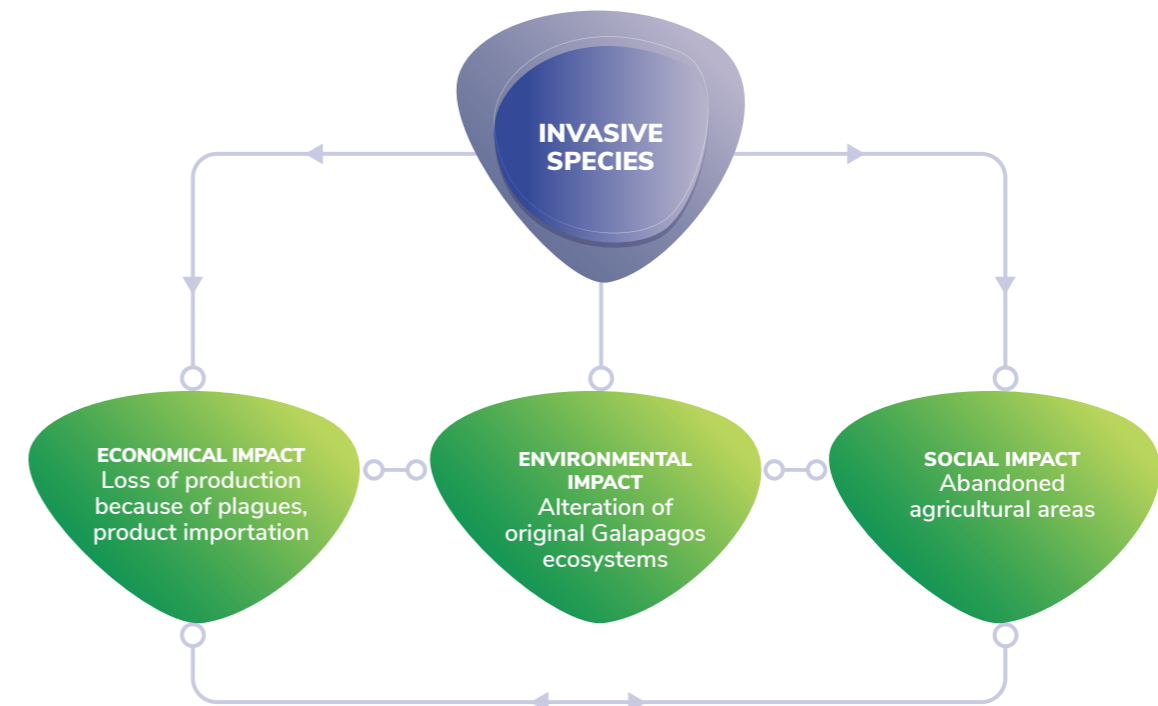 INVASIVE
SPECIES
ECONOMICAL IMPACT
Loss of production
because of plagues,
product importation
ENVIRONMENTAL
IMPACT
Alteration of
original Galapagos
ecosystems
SOCIAL IMPACT
Abandoned
agricultural areas